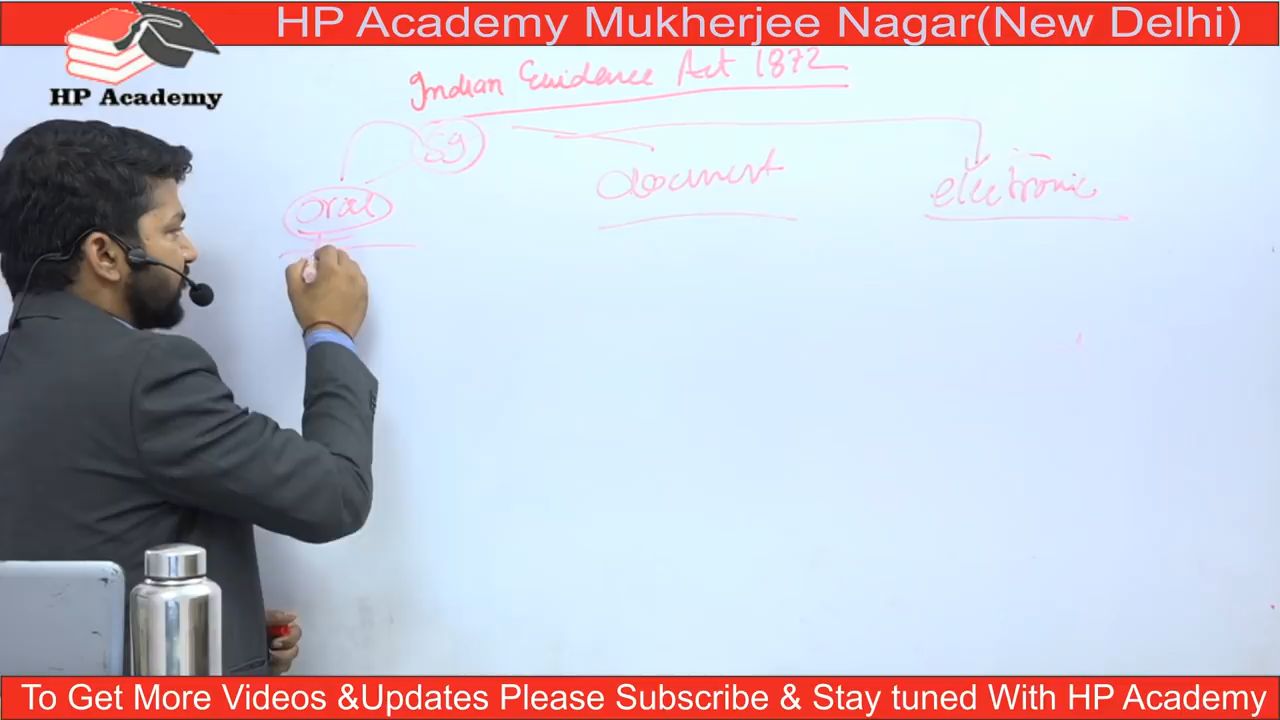 HP Academy Mukherjee Nagar(New Delhi)
HP Academy
Indian Evidence Act 1872
59
oral
document
electronic
To Get More Videos &Updates Please Subscribe & Stay tuned With HP Academy